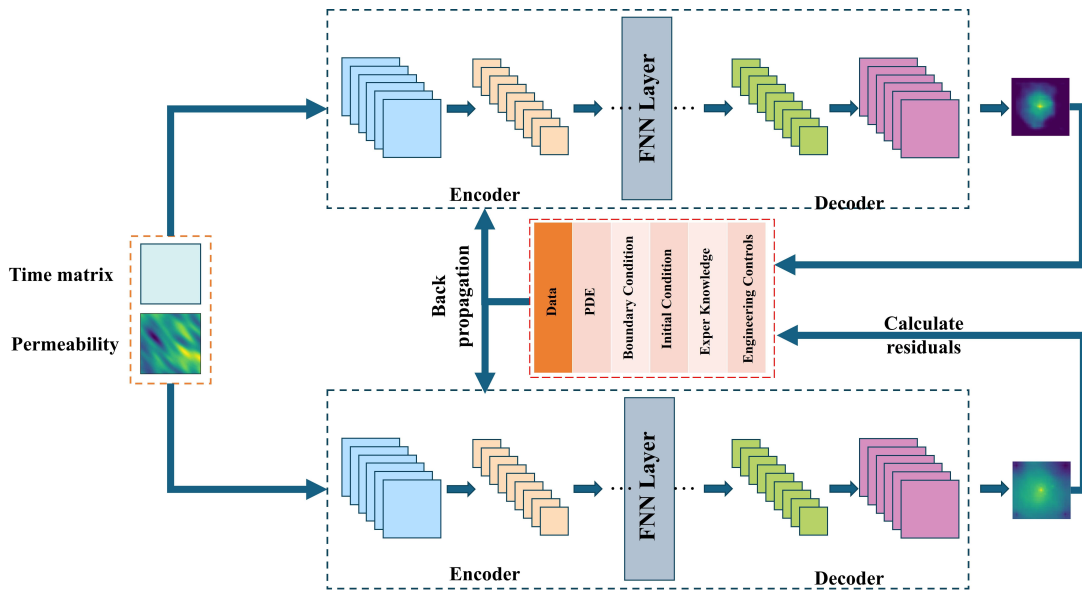 FNN Layer
Encoder
Decoder
Time matrix
Permeability
Back
propagation
Data
PDE
Boundary Condition
Initial Condition
Exper Knowledge
Engineering Controls
Calculate
residuals
FNN Layer
Encoder
Decoder